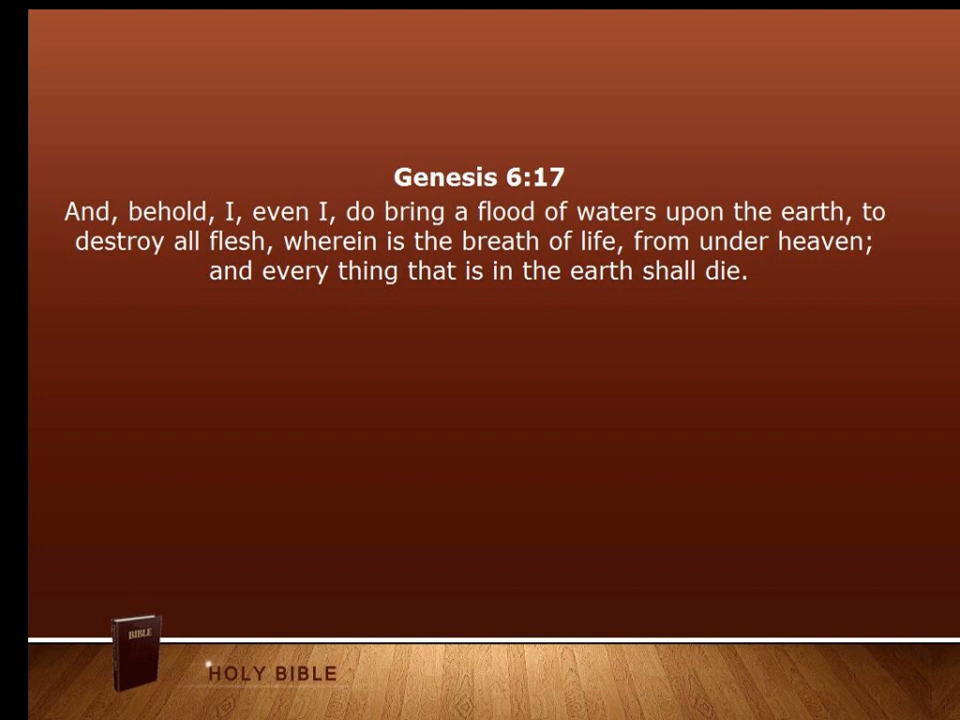 Genesis 6:17
And, behold, I, even I, do bring a flood of waters upon the earth, to
destroy all flesh, wherein is the breath of life, from under heaven;
and every thing that is in the earth shall die.
BIBLE
HOLY BIBLE